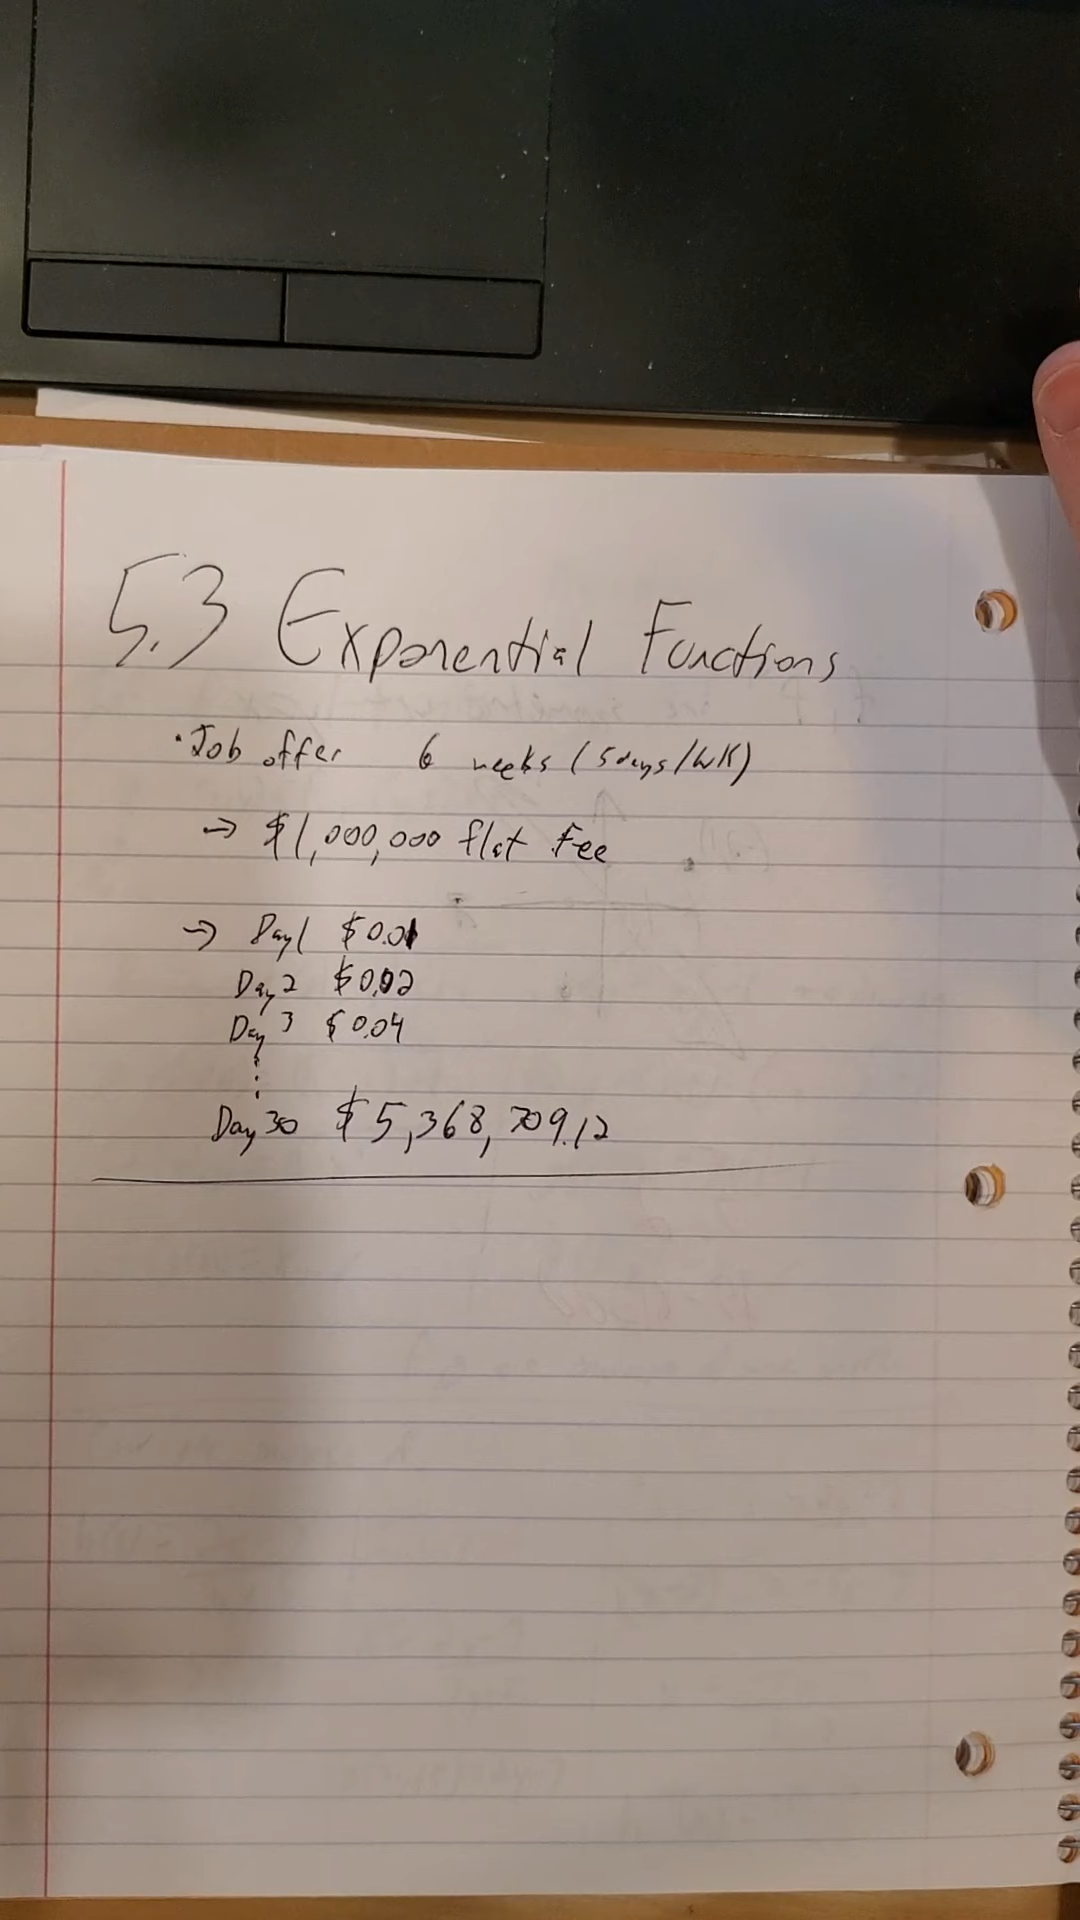 5.3 Exponential Functions
• Job offer 6 weeks (5days/wk)
→ $1,000,000 flat Fee
→ Day 1 $0.01
Day 2 $0.02
Day 3 $0.04
⋮
Day 30 $5,368,709.12